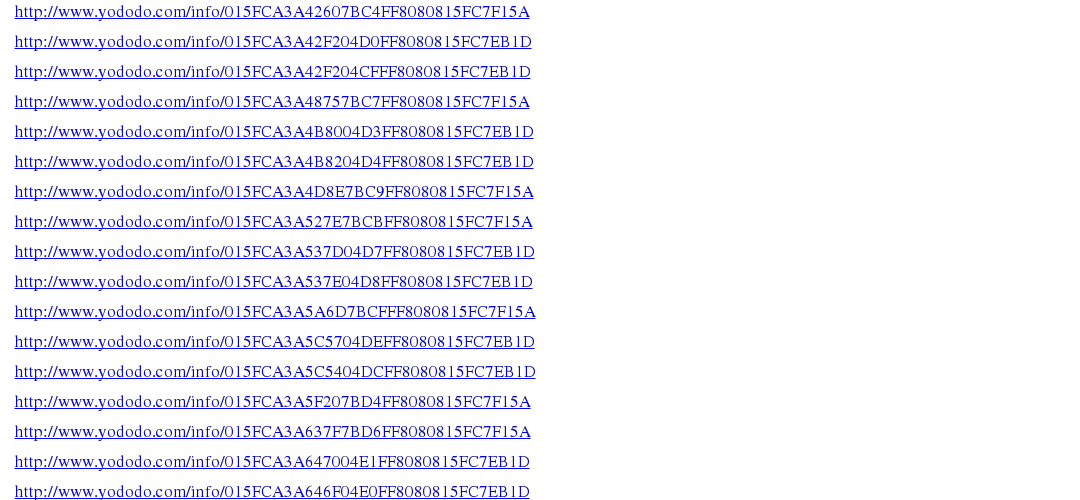 http://www.yododo.com/info/015FCA3A42607BC4FF8080815FC7F15A
http://www.yododo.com/info/015FCA3A42F204D0FF8080815FC7EB1D
http://www.yododo.com/info/015FCA3A42F204CFFF8080815FC7EB1D
http://www.yododo.com/info/015FCA3A48757BC7FF8080815FC7F15A
http://www.yododo.com/info/015FCA3A4B8004D3FF8080815FC7EB1D
http://www.yododo.com/info/015FCA3A4B8204D4FF8080815FC7EB1D
http://www.yododo.com/info/015FCA3A4D8E7BC9FF8080815FC7F15A
http://www.yododo.com/info/015FCA3A527E7BCBFF8080815FC7F15A
http://www.yododo.com/info/015FCA3A537D04D7FF8080815FC7EB1D
http://www.yododo.com/info/015FCA3A537E04D8FF8080815FC7EB1D
http://www.yododo.com/info/015FCA3A5A6D7BCFFF8080815FC7F15A
http://www.yododo.com/info/015FCA3A5C5704DEFF8080815FC7EB1D
http://www.yododo.com/info/015FCA3A5C5404DCFF8080815FC7EB1D
http://www.yododo.com/info/015FCA3A5F207BD4FF8080815FC7F15A
http://www.yododo.com/info/015FCA3A637F7BD6FF8080815FC7F15A
http://www.yododo.com/info/015FCA3A647004E1FF8080815FC7EB1D
http://www.yododo.com/info/015FCA3A646F04E0FF8080815FC7EB1D